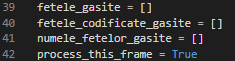 39 fetele_gasite = []
40 fetele_codificate_gasite = []
41 numele_fetelor_gasite = []
42 process_this_frame = True